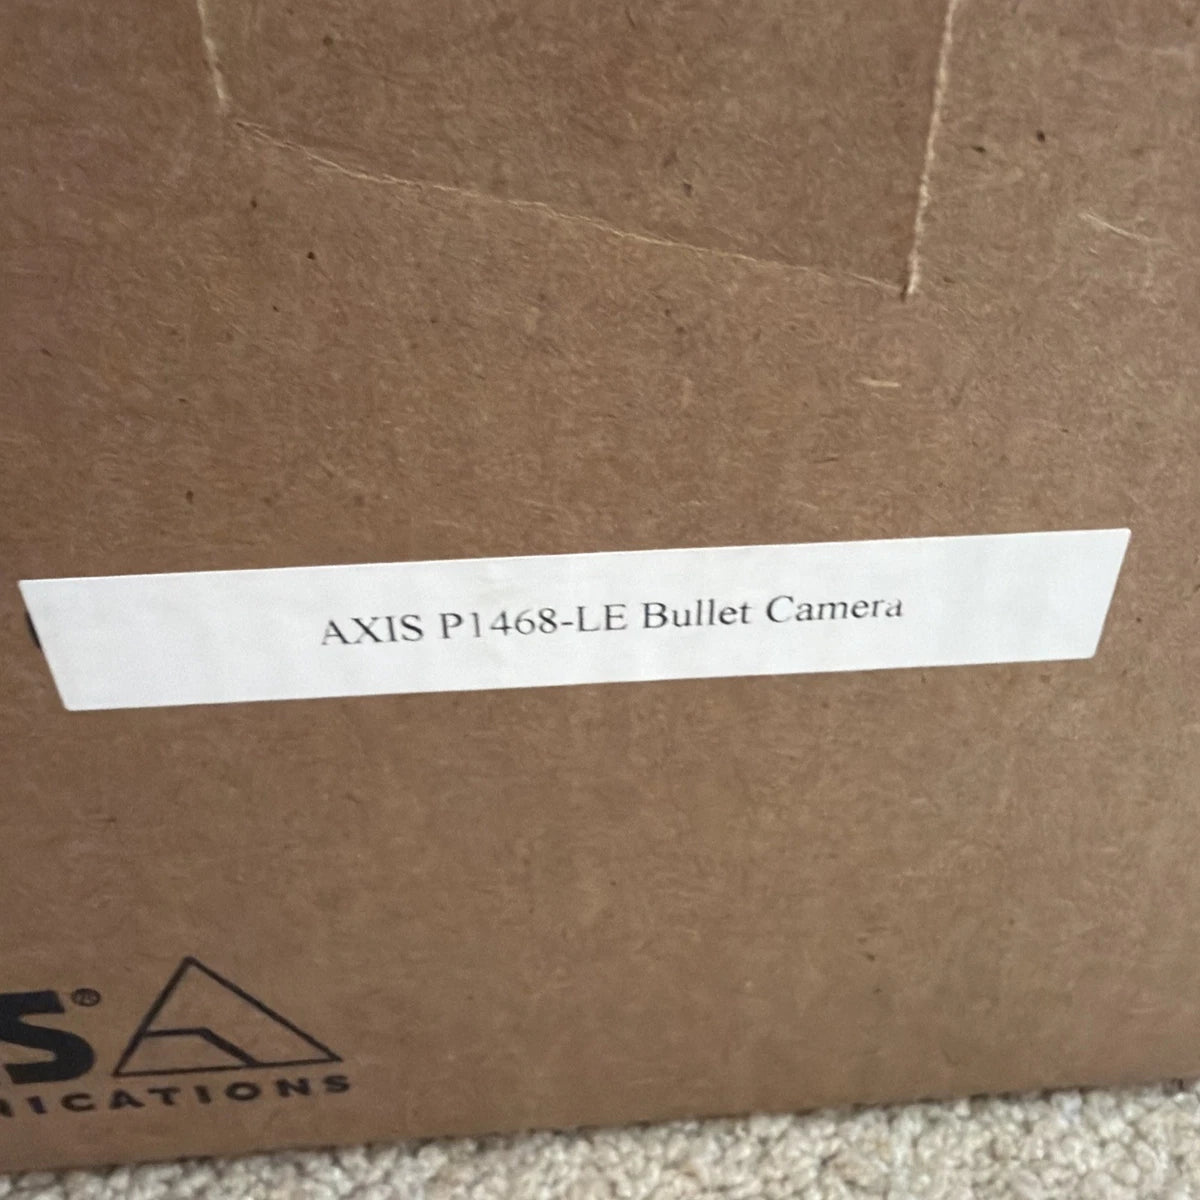 AXIS P1468-LE Bullet Camera
S®
ICATIONS